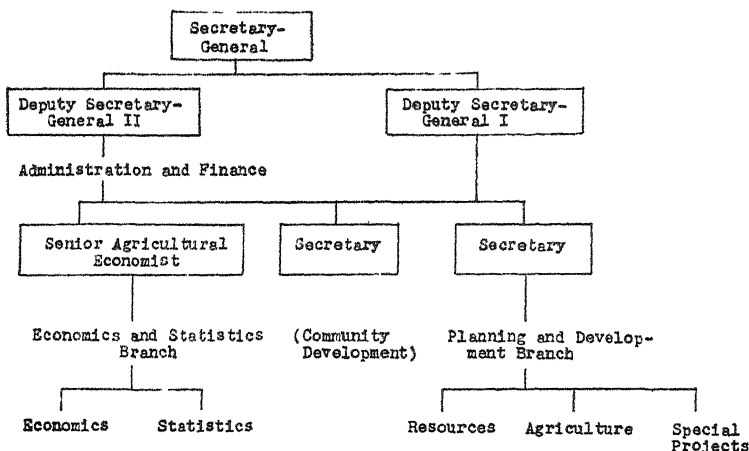 Secretary-
General
Deputy Secretary-
General II
Deputy Secretary-
General I
Administration and Finance
Senior Agricultural
Economist
Secretary
Secretary
Economics and Statistics
Branch
(Community
Development)
Planning and Develop-
ment Branch
Economics
Statistics
Resources
Agriculture
Special
Projects